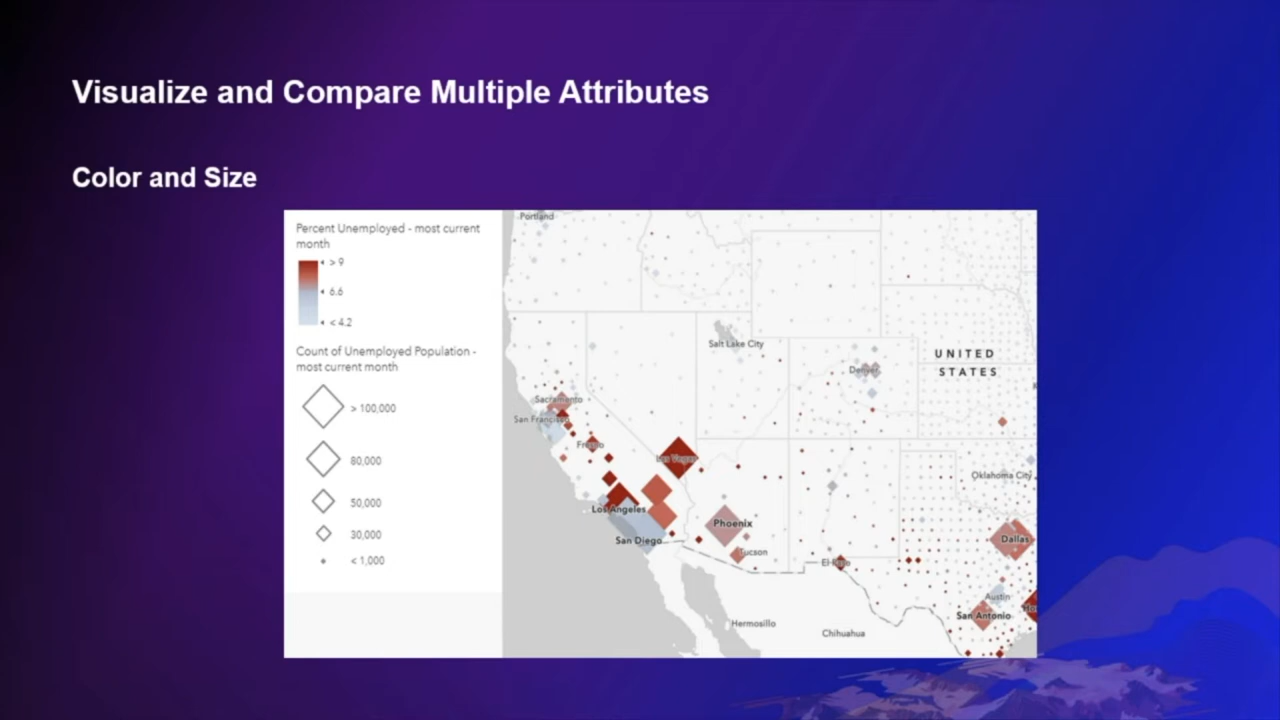 Visualize and Compare Multiple Attributes
Color and Size
Percent Unemployed - most current
month
> 9
6.6
< 4.2
Count of Unemployed Population -
most current month
> 100,000
80,000
50,000
30,000
< 1,000
Portland
Salt Lake City
UNITED
STATES
Denver
Sacramento
San Francisco
Fresno
Las Vegas
Oklahoma City
Los Angeles
Phoenix
San Diego
Tucson
Dallas
El Paso
Austin
San Antonio
Hermosillo
Chihuahua